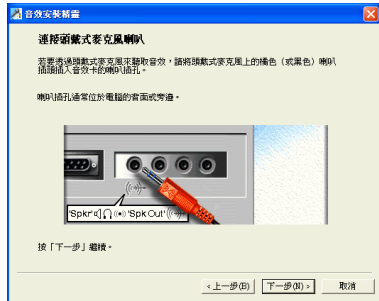 音效安裝精靈
連接頭戴式麥克風喇叭
若要透過頭戴式麥克風來聽取音效，請將頭戴式麥克風上的橘色（或黑色）喇叭
插頭插入音效卡的喇叭插孔。
喇叭插孔通常位於電腦的背面或旁邊。
'Spkr' 'Spk Out'
按「下一步」繼續。
<上一步(B)
下一步(N)>
取消